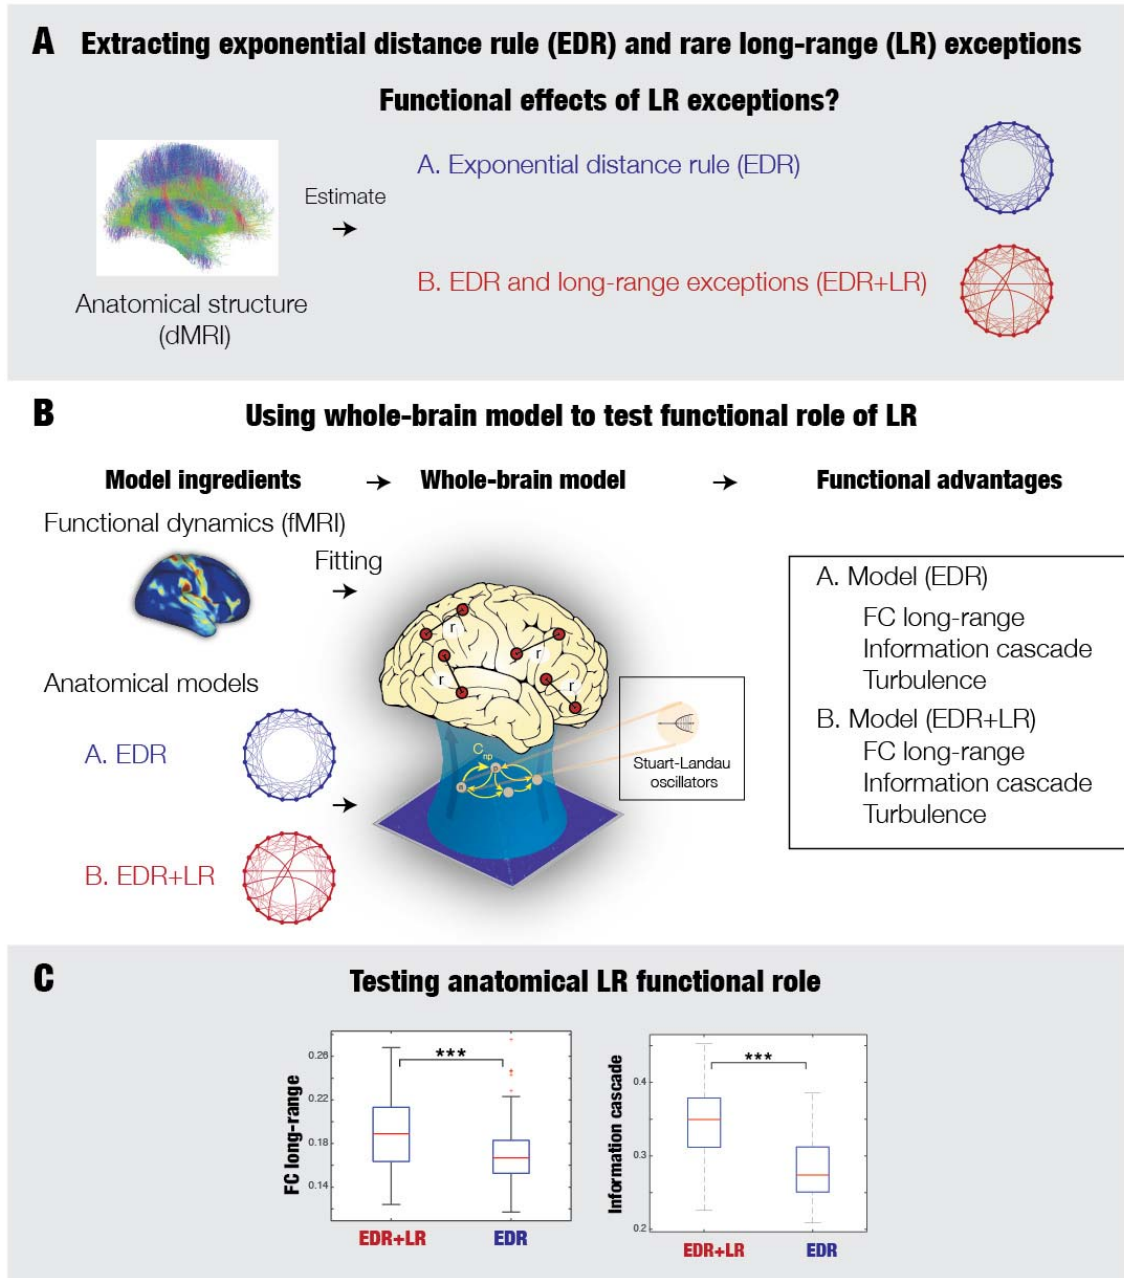 A Extracting exponential distance rule (EDR) and rare long-range (LR) exceptions
Functional effects of LR exceptions?
A. Exponential distance rule (EDR)
Estimate
B. EDR and long-range exceptions (EDR+LR)
Anatomical structure
(dMRI)
B Using whole-brain model to test functional role of LR
Model ingredients
Whole-brain model
Functional advantages
Functional dynamics (fMRI)
Fitting
r
r
r
r
Anatomical models
A. EDR
B. EDR+LR
C_np
n
p
Stuart-Landau
oscillators
A. Model (EDR)
FC long-range
Information cascade
Turbulence
B. Model (EDR+LR)
FC long-range
Information cascade
Turbulence
C Testing anatomical LR functional role
FC long-range
0.26
0.22
0.18
0.14
***
EDR+LR
EDR
Information cascade
0.4
0.3
0.2
***
EDR+LR
EDR